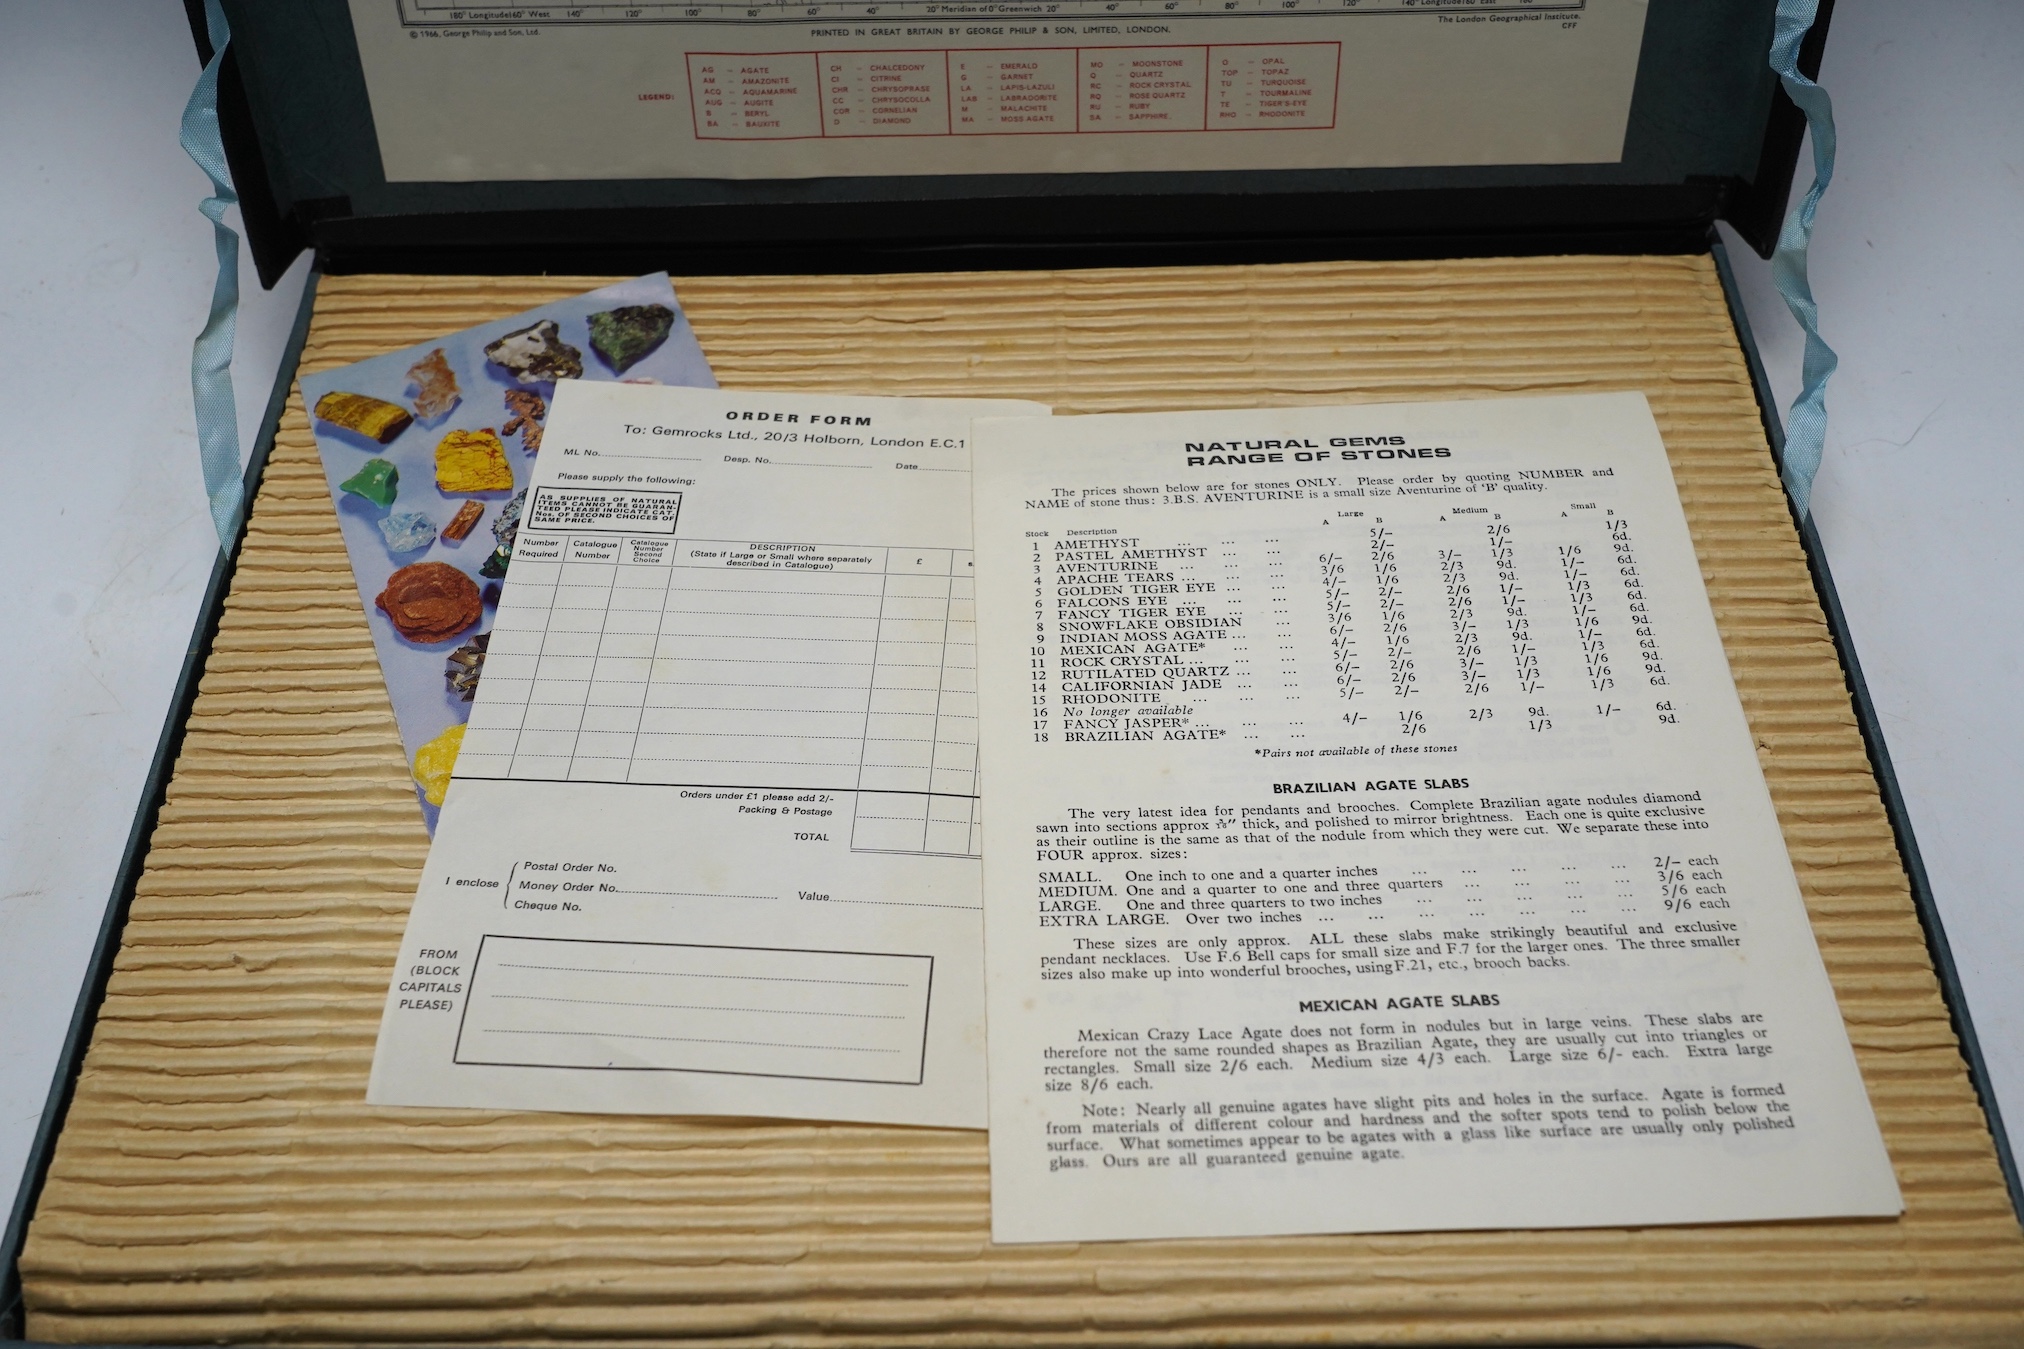 180° Longitude 160° West 140° 120° 100° 80° 60° 40° 20° Meridian of 0° Greenwich 20° 40° 60° 80° 100° 120° 140° Longitude 160° East 180
© 1966, George Philip and Son, Ltd.
PRINTED IN GREAT BRITAIN BY GEORGE PHILIP & SON, LIMITED, LONDON.
The London Geographical Institute.
CFF
LEGEND:
AG – AGATE
AM – AMAZONITE
ACQ – AQUAMARINE
AUG – AUGITE
B – BERYL
BA – BAUXITE
CH – CHALCEDONY
CI – CITRINE
CHR – CHRYSOPRASE
CC – CHRYSOCOLLA
COR – CORNELIAN
D – DIAMOND
E – EMERALD
G – GARNET
LA – LAPIS-LAZULI
LAB – LABRADORITE
M – MALACHITE
MA – MOSS AGATE
MO – MOONSTONE
Q – QUARTZ
RC – ROCK CRYSTAL
RQ – ROSE QUARTZ
RU – RUBY
SA – SAPPHIRE.
O – OPAL
TOP – TOPAZ
TU – TURQUOISE
T – TOURMALINE
TE – TIGER'S-EYE
RHO – RHODONITE
ORDER FORM
To: Gemrocks Ltd., 20/3 Holborn, London E.C.1
ML No. Desp. No. Date
Please supply the following:
AS SUPPLIES OF NATURAL
ITEMS CANNOT BE GUARAN-
TEED PLEASE INDICATE CAT.
Nos. OF SECOND CHOICES OF
SAME PRICE.
Number
Required
Catalogue
Number
Catalogue
Number
Second
Choice
DESCRIPTION
(State if Large or Small where separately
described in Catalogue)
£
s.
Orders under £1 please add 2/-
Packing & Postage
TOTAL
I enclose
Postal Order No.
Money Order No. Value
Cheque No.
FROM
(BLOCK
CAPITALS
PLEASE)
NATURAL GEMS
RANGE OF STONES
The prices shown below are for stones ONLY. Please order by quoting NUMBER and
NAME of stone thus: 3.B.S. AVENTURINE is a small size Aventurine of 'B' quality.
Large Medium Small
Stock Description A B A B A B
1 AMETHYST ... ... ... 5/– 2/6 1/3
2 PASTEL AMETHYST ... ... 2/– 1/– 6d.
3 AVENTURINE ... ... ... 6/– 2/6 3/– 1/3 1/6 9d.
4 APACHE TEARS ... ... ... 3/6 1/6 2/3 9d. 1/– 6d.
5 GOLDEN TIGER EYE ... ... 4/– 1/6 2/3 9d. 1/– 6d.
6 FALCONS EYE ... ... ... 5/– 2/– 2/6 1/– 1/3 6d.
7 FANCY TIGER EYE ... ... 5/– 2/– 2/6 1/– 1/3 6d.
8 SNOWFLAKE OBSIDIAN ... 3/6 1/6 2/3 9d. 1/– 6d.
9 INDIAN MOSS AGATE ... ... 6/– 2/6 3/– 1/3 1/6 9d.
10 MEXICAN AGATE* ... ... 4/– 1/6 2/3 9d. 1/– 6d.
11 ROCK CRYSTAL ... ... ... 5/– 2/– 2/6 1/– 1/3 6d.
12 RUTILATED QUARTZ ... ... 6/– 2/6 3/– 1/3 1/6 9d.
14 CALIFORNIAN JADE ... ... 6/– 2/6 3/– 1/3 1/6 9d.
15 RHODONITE ... ... ... 5/– 2/– 2/6 1/– 1/3 6d.
16 No longer available
17 FANCY JASPER* ... ... ... 4/– 1/6 2/3 9d. 1/– 6d.
18 BRAZILIAN AGATE* ... ... 2/6 1/3 9d.
*Pairs not available of these stones
BRAZILIAN AGATE SLABS
The very latest idea for pendants and brooches. Complete Brazilian agate nodules diamond
sawn into sections approx thick, and polished to mirror brightness. Each one is quite exclusive
as their outline is the same as that of the nodule from which they were cut. We separate these into
FOUR approx. sizes:
SMALL. One inch to one and a quarter inches ... ... ... ... ... 2/– each
MEDIUM. One and a quarter to one and three quarters ... ... ... ... 3/6 each
LARGE. One and three quarters to two inches ... ... ... ... ... 5/6 each
EXTRA LARGE. Over two inches ... ... ... ... ... ... ... 9/6 each
These sizes are only approx. ALL these slabs make strikingly beautiful and exclusive
pendant necklaces. Use F.6 Bell caps for small size and F.7 for the larger ones. The three smaller
sizes also make up into wonderful brooches, using F.21, etc., brooch backs.
MEXICAN AGATE SLABS
Mexican Crazy Lace Agate does not form in nodules but in large veins. These slabs are
therefore not the same rounded shapes as Brazilian Agate, they are usually cut into triangles or
rectangles. Small size 2/6 each. Medium size 4/3 each. Large size 6/- each. Extra large
size 8/6 each.
Note: Nearly all genuine agates have slight pits and holes in the surface. Agate is formed
from materials of different colour and hardness and the softer spots tend to polish below the
surface. What sometimes appear to be agates with a glass like surface are usually only polished
glass. Ours are all guaranteed genuine agate.